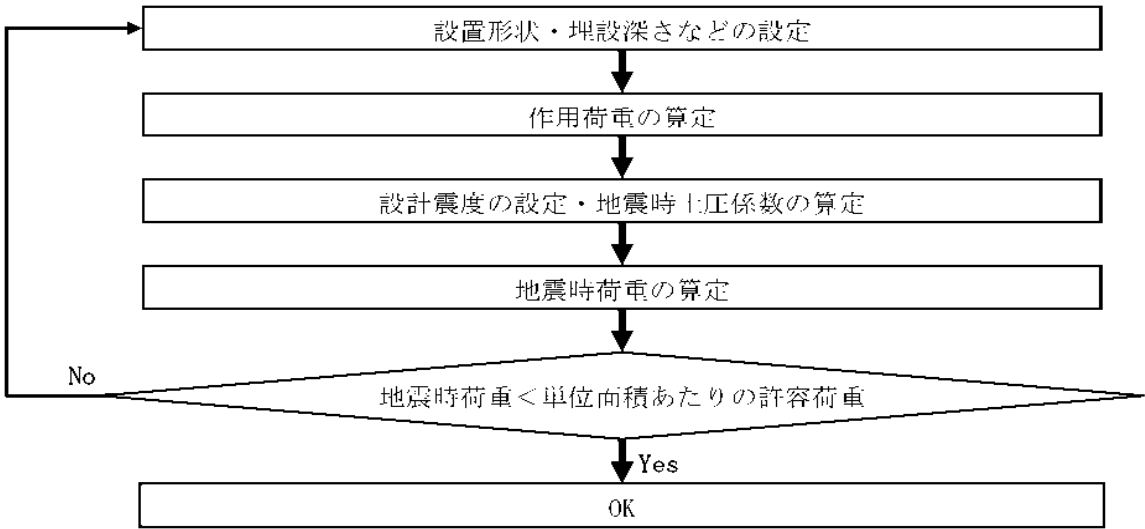 設置形状・埋設深さなどの設定
作用荷重の算定
設計震度の設定・地震時土圧係数の算定
地震時荷重の算定
No
地震時荷重＜単位面積あたりの許容荷重
Yes
OK